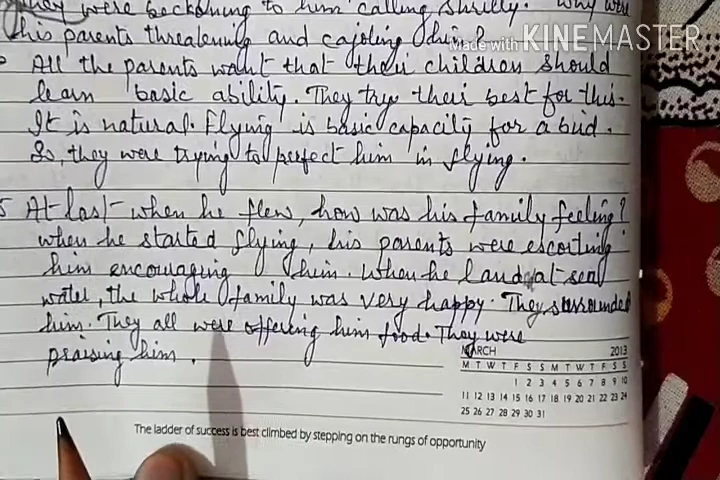 they were beckoning to him calling shrilly. Why were
his parents threatening and cajoling him?
Made with KINEMASTER
All the parents want that their children should
learn basic ability. They try their best for this.
It is natural. Flying is basic capacity for a bird.
So, they were trying to perfect him in flying.
5 At last when he flew, how was his family feeling?
When he started flying, his parents were escorting
him encouraging him. When he land at sea
water, the whole family was very happy. They surrounded
him. They all were offering him food. They were
praising him.
MARCH 2013
M T W T F S S M T W T F S S
1 2 3 4 5 6 7 8 9 10
11 12 13 14 15 16 17 18 19 20 21 22 23 24
25 26 27 28 29 30 31
The ladder of success is best climbed by stepping on the rungs of opportunity